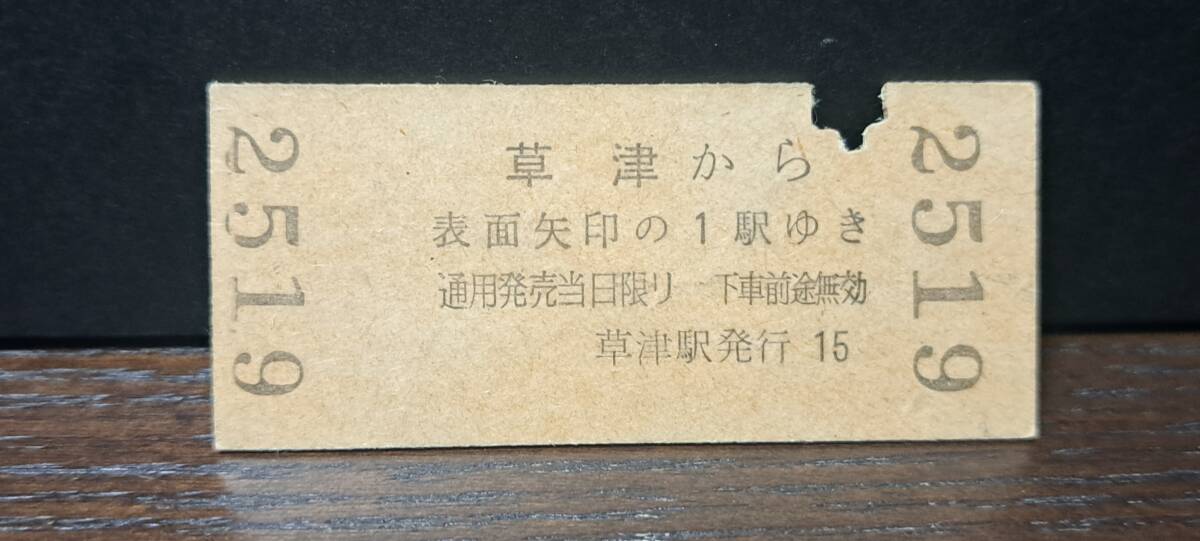 2519
草津から
表面矢印の1駅ゆき
通用発売当日限り 下車前途無効
草津駅発行 15
2519